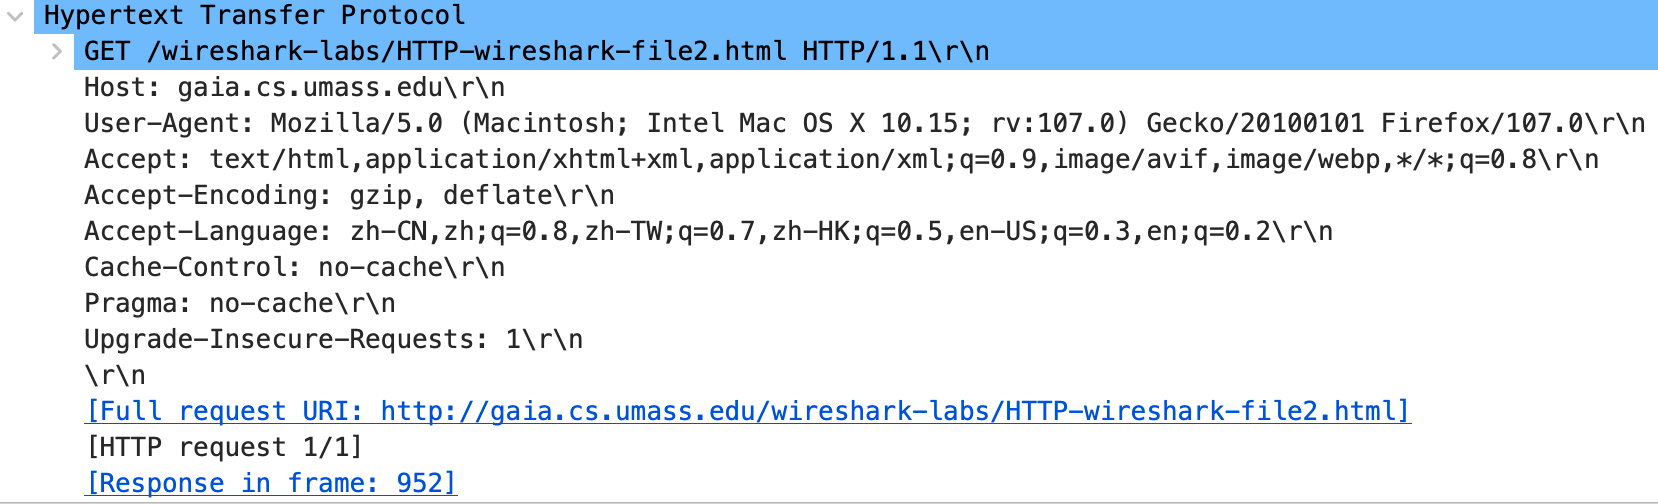 Hypertext Transfer Protocol
GET /wireshark-labs/HTTP-wireshark-file2.html HTTP/1.1\r\n
Host: gaia.cs.umass.edu\r\n
User-Agent: Mozilla/5.0 (Macintosh; Intel Mac OS X 10.15; rv:107.0) Gecko/20100101 Firefox/107.0\r\n
Accept: text/html,application/xhtml+xml,application/xml;q=0.9,image/avif,image/webp,*/*;q=0.8\r\n
Accept-Encoding: gzip, deflate\r\n
Accept-Language: zh-CN,zh;q=0.8,zh-TW;q=0.7,zh-HK;q=0.5,en-US;q=0.3,en;q=0.2\r\n
Cache-Control: no-cache\r\n
Pragma: no-cache\r\n
Upgrade-Insecure-Requests: 1\r\n
\r\n
[Full request URI: http://gaia.cs.umass.edu/wireshark-labs/HTTP-wireshark-file2.html]
[HTTP request 1/1]
[Response in frame: 952]